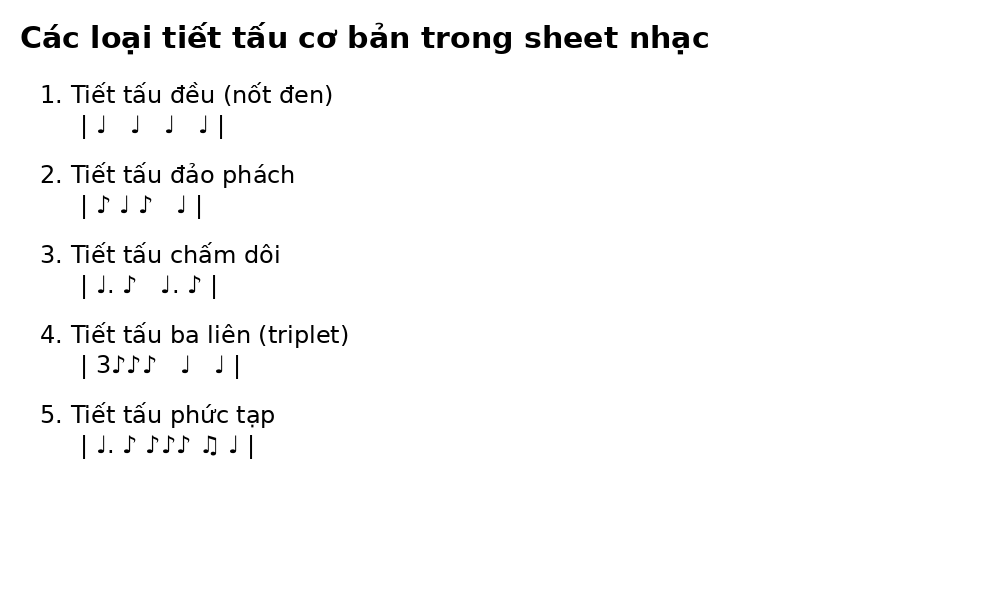 Các loại tiết tấu cơ bản trong sheet nhạc
1. Tiết tấu đều (nốt đen)
| ♩ ♩ ♩ ♩ |
2. Tiết tấu đảo phách
| ♪ ♩ ♪ ♩ |
3. Tiết tấu chấm dôi
| ♩. ♪ ♩. ♪ |
4. Tiết tấu ba liên (triplet)
| 3♪♪♪ ♩ ♩ |
5. Tiết tấu phức tạp
| ♩. ♪ ♪♪♪ ♫ ♩ |